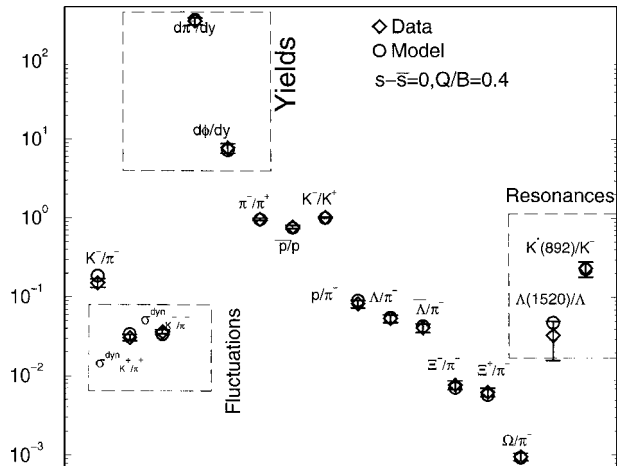 10²
10¹
10⁰
10⁻¹
10⁻²
10⁻³
dπ⁻/dy
dϕ/dy
Yields
◇ Data
○ Model
s−s̅=0,Q/B=0.4
π⁻/π⁺
p̅/p
K⁻/K⁺
K⁻/π⁻
σ^dyn K⁺/π⁺
σ^dyn K⁻/π⁻
Fluctuations
p/π⁻
Λ/π⁻
Λ̅/π⁻
Ξ⁻/π⁻
Ξ⁺/π⁻
Ω/π⁻
Resonances
K*(892)/K⁻
Λ(1520)/Λ